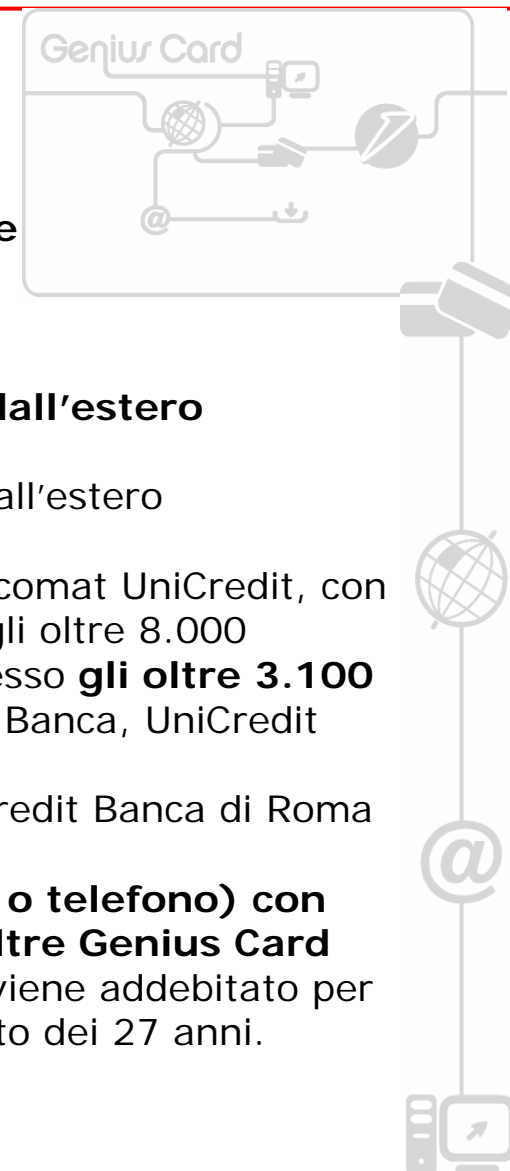 Genius Card
e
dall’estero
all’estero
comat UniCredit, con
gli oltre 8.000
esso gli oltre 3.100
Banca, UniCredit
redit Banca di Roma
o telefono) con
ltre Genius Card
viene addebitato per
to dei 27 anni.
@
@